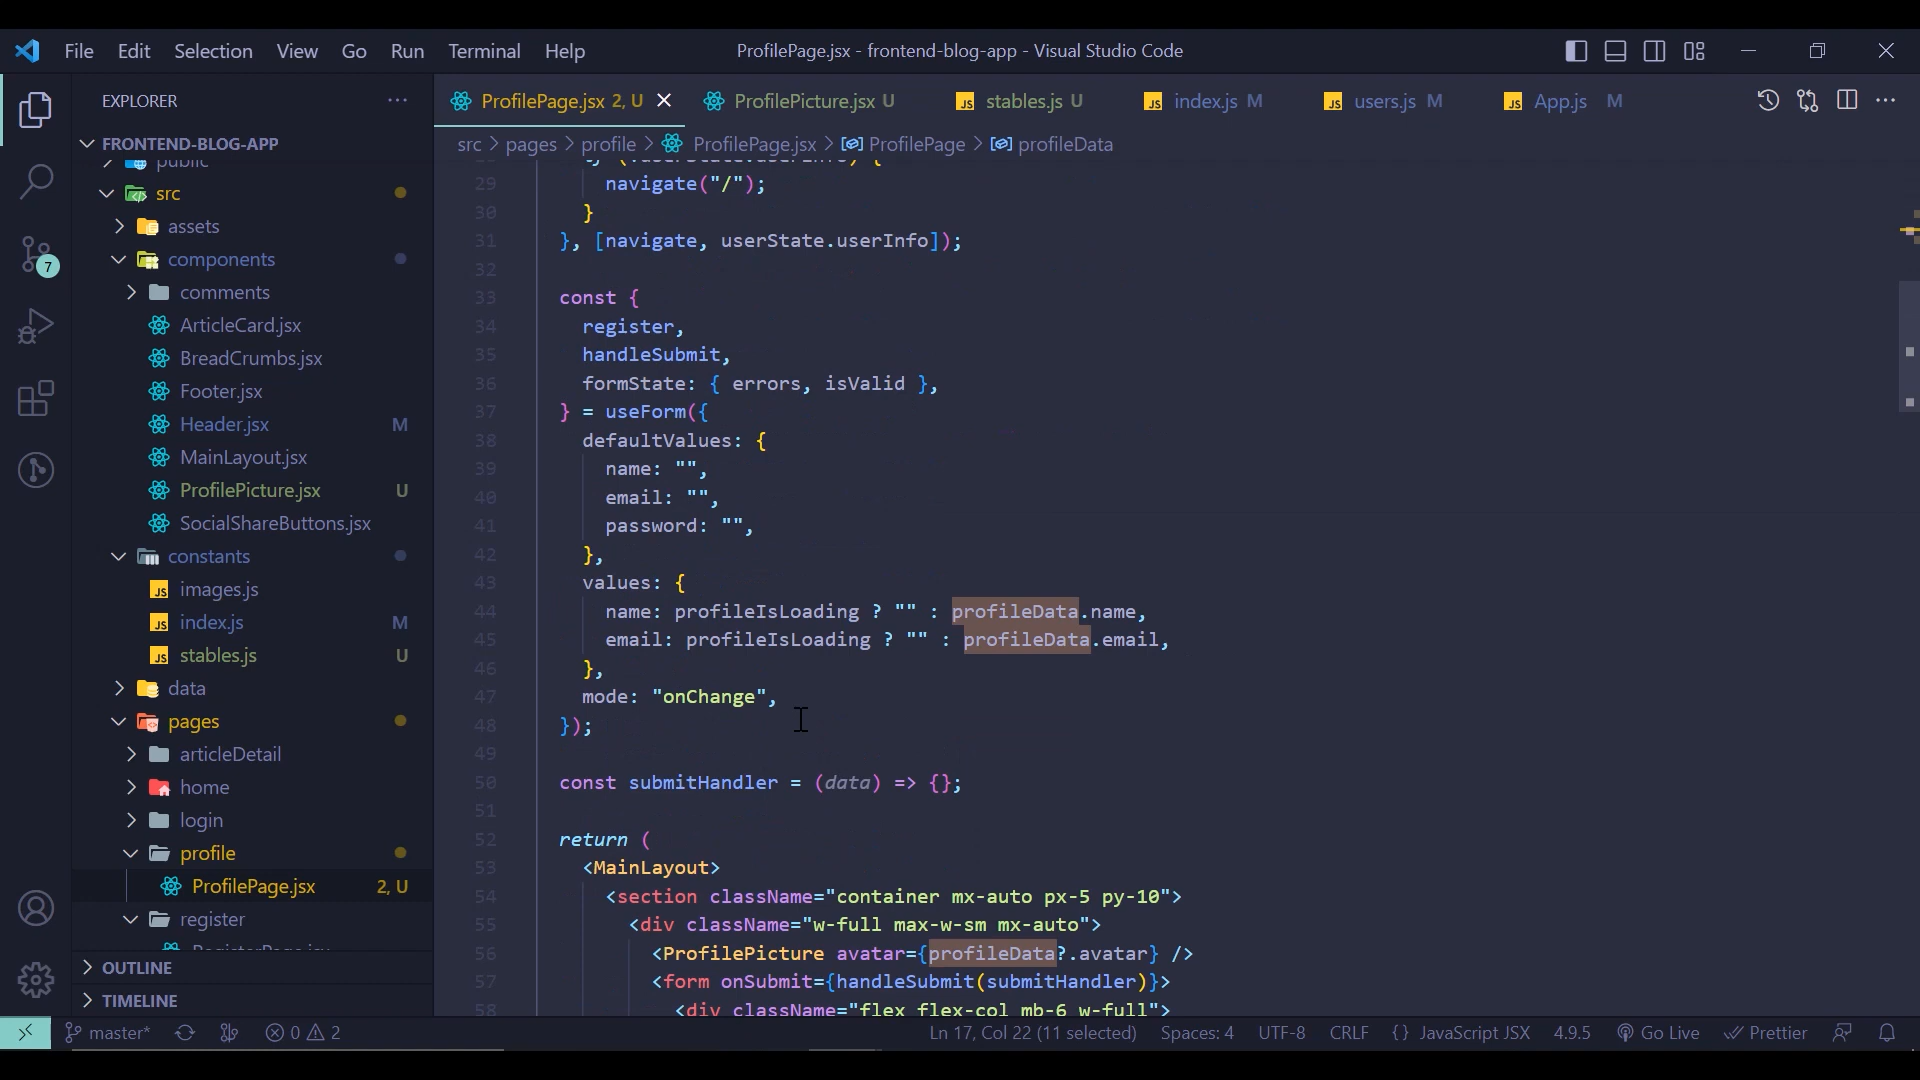 File Edit Selection View Go Run Terminal Help
ProfilePage.jsx - frontend-blog-app - Visual Studio Code
EXPLORER
ProfilePage.jsx 2, U
ProfilePicture.jsx U
stables.js U
index.js M
users.js M
App.js M
FRONTEND-BLOG-APP
public
src
assets
components
comments
ArticleCard.jsx
BreadCrumbs.jsx
Footer.jsx
Header.jsx M
MainLayout.jsx
ProfilePicture.jsx U
SocialShareButtons.jsx
constants
images.js
index.js M
stables.js U
data
pages
articleDetail
home
login
profile
ProfilePage.jsx 2, U
register
RegisterPage.jsx
OUTLINE
TIMELINE
7
src > pages > profile > ProfilePage.jsx > ProfilePage > profileData
29 navigate("/");
30 }
31 }, [navigate, userState.userInfo]);
32
33 const {
34 register,
35 handleSubmit,
36 formState: { errors, isValid },
37 } = useForm({
38 defaultValues: {
39 name: "",
40 email: "",
41 password: "",
42 },
43 values: {
44 name: profileIsLoading ? "" : profileData.name,
45 email: profileIsLoading ? "" : profileData.email,
46 },
47 mode: "onChange",
48 });
49
50 const submitHandler = (data) => {};
51
52 return (
53 <MainLayout>
54 <section className="container mx-auto px-5 py-10">
55 <div className="w-full max-w-sm mx-auto">
56 <ProfilePicture avatar={profileData?.avatar} />
57 <form onSubmit={handleSubmit(submitHandler)}>
58 <div className="flex flex-col mb-6 w-full">
master* 0 2 Ln 17, Col 22 (11 selected) Spaces: 4 UTF-8 CRLF {} JavaScript JSX 4.9.5 Go Live Prettier